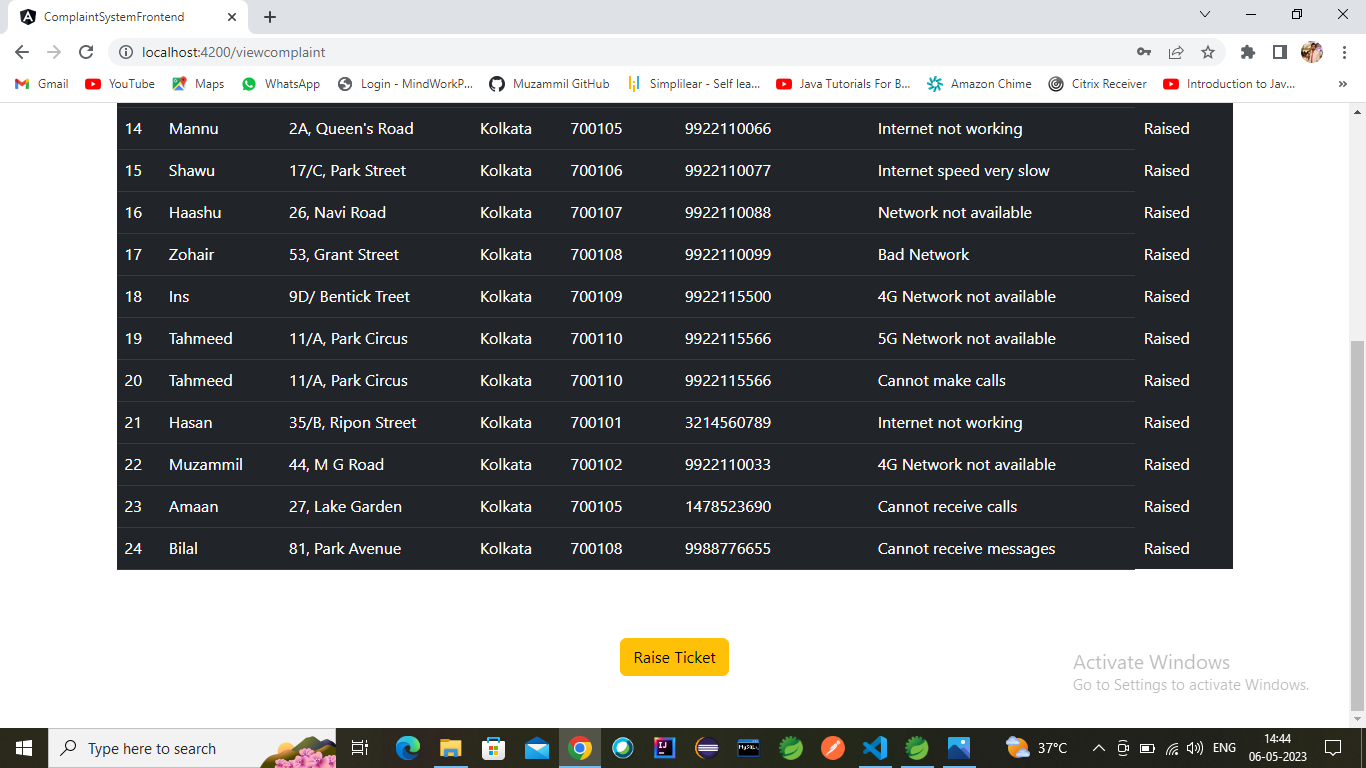 ComplaintSystemFrontend
localhost:4200/viewcomplaint
Gmail YouTube Maps WhatsApp Login - MindWorkP... Muzammil GitHub Simplilear - Self lea... Java Tutorials For B... Amazon Chime Citrix Receiver Introduction to Jav... »
14 Mannu 2A, Queen's Road Kolkata 700105 9922110066 Internet not working Raised
15 Shawu 17/C, Park Street Kolkata 700106 9922110077 Internet speed very slow Raised
16 Haashu 26, Navi Road Kolkata 700107 9922110088 Network not available Raised
17 Zohair 53, Grant Street Kolkata 700108 9922110099 Bad Network Raised
18 Ins 9D/ Bentick Treet Kolkata 700109 9922115500 4G Network not available Raised
19 Tahmeed 11/A, Park Circus Kolkata 700110 9922115566 5G Network not available Raised
20 Tahmeed 11/A, Park Circus Kolkata 700110 9922115566 Cannot make calls Raised
21 Hasan 35/B, Ripon Street Kolkata 700101 3214560789 Internet not working Raised
22 Muzammil 44, M G Road Kolkata 700102 9922110033 4G Network not available Raised
23 Amaan 27, Lake Garden Kolkata 700105 1478523690 Cannot receive calls Raised
24 Bilal 81, Park Avenue Kolkata 700108 9988776655 Cannot receive messages Raised
Raise Ticket
Activate Windows
Go to Settings to activate Windows.
Type here to search
IJ
MySQL
37°C
ENG
14:44
06-05-2023